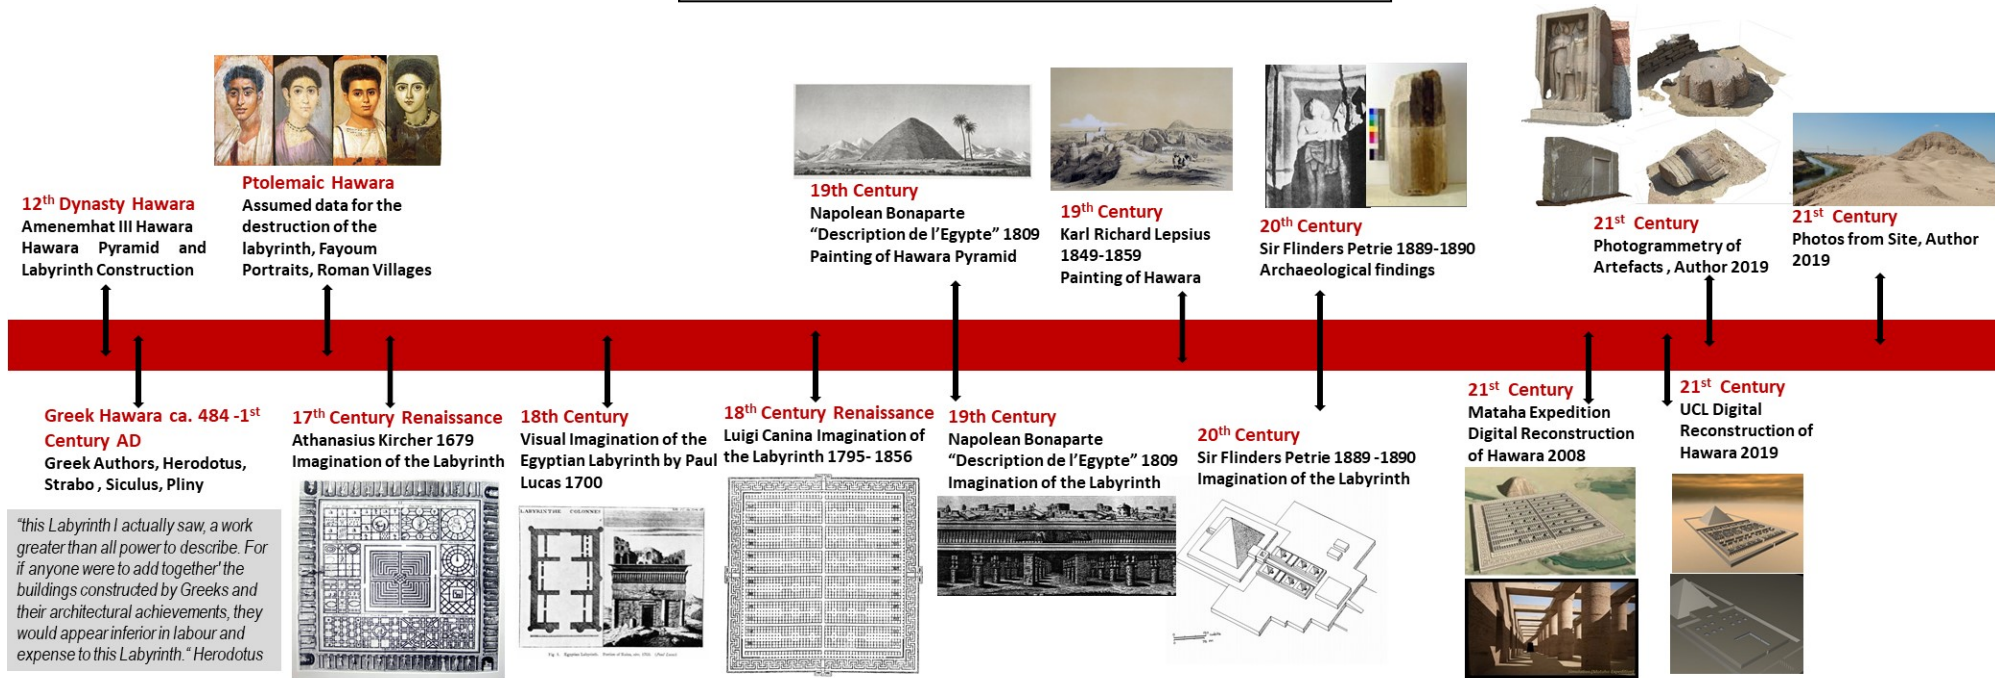 12th Dynasty Hawara
Amenemhat III Hawara
Hawara Pyramid and
Labyrinth Construction
Ptolemaic Hawara
Assumed data for the
destruction of the
labyrinth, Fayoum
Portraits, Roman Villages
19th Century
Napolean Bonaparte
“Description de l’Egypte” 1809
Painting of Hawara Pyramid
19th Century
Karl Richard Lepsius
1849-1859
Painting of Hawara
20th Century
Sir Flinders Petrie 1889-1890
Archaeological findings
21st Century
Photogrammetry of
Artefacts , Author 2019
21st Century
Photos from Site, Author
2019
Greek Hawara ca. 484 -1st
Century AD
Greek Authors, Herodotus,
Strabo , Siculus, Pliny
“this Labyrinth I actually saw, a work
greater than all power to describe. For
if anyone were to add together' the
buildings constructed by Greeks and
their architectural achievements, they
would appear inferior in labour and
expense to this Labyrinth.“ Herodotus
17th Century Renaissance
Athanasius Kircher 1679
Imagination of the Labyrinth
18th Century
Visual Imagination of the
Egyptian Labyrinth by Paul
Lucas 1700
LABYRINTHE COLONNES
18th Century Renaissance
Luigi Canina Imagination of
the Labyrinth 1795- 1856
19th Century
Napolean Bonaparte
“Description de l’Egypte” 1809
Imagination of the Labyrinth
20th Century
Sir Flinders Petrie 1889 -1890
Imagination of the Labyrinth
21st Century
Mataha Expedition
Digital Reconstruction
of Hawara 2008
21st Century
UCL Digital
Reconstruction of
Hawara 2019